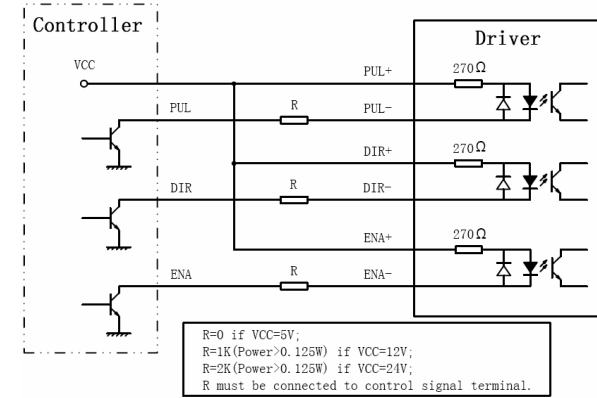 Controller
Driver
VCC
PUL+
270Ω
PUL
R
PUL-
DIR+
270Ω
DIR
R
DIR-
ENA+
270Ω
ENA
R
ENA-
R=0 if VCC=5V;
R=1K(Power>0.125W) if VCC=12V;
R=2K(Power>0.125W) if VCC=24V;
R must be connected to control signal terminal.